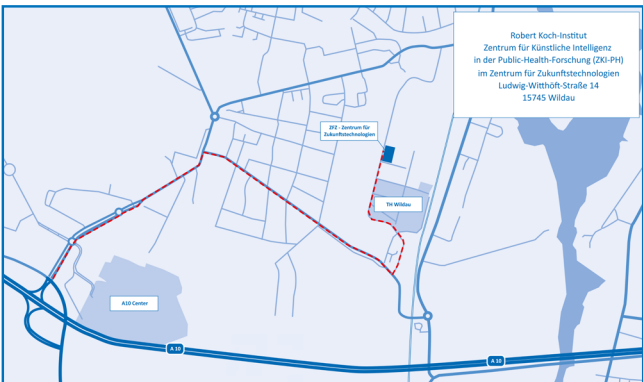 Robert Koch-Institut
Zentrum für Künstliche Intelligenz
in der Public-Health-Forschung (ZKI-PH)
im Zentrum für Zukunftstechnologien
Ludwig-Witthöft-Straße 14
15745 Wildau
ZFZ - Zentrum für
Zukunftstechnologien
TH Wildau
A10 Center
A 10
A 10